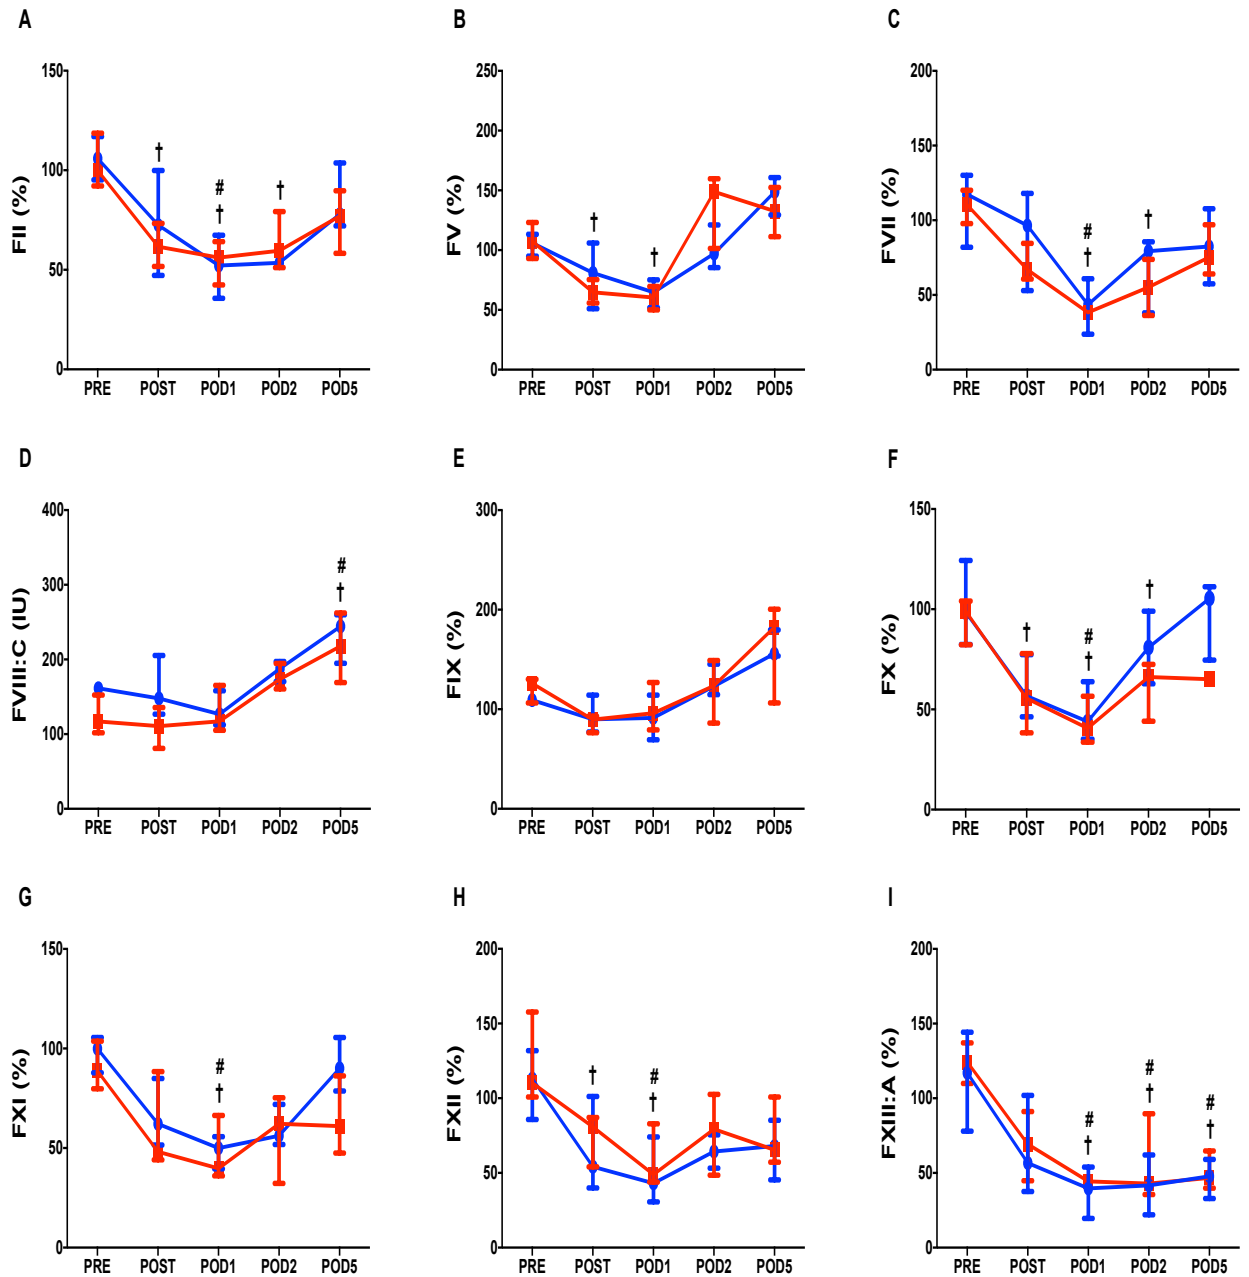 A
FII (%)
150
100
50
0
†
#
†
†
PRE POST POD1 POD2 POD5
B
FV (%)
250
200
150
100
50
0
†
†
PRE POST POD1 POD2 POD5
C
FVII (%)
200
150
100
50
0
#
†
†
PRE POST POD1 POD2 POD5
D
FVIII:C (IU)
400
300
200
100
0
#
†
PRE POST POD1 POD2 POD5
E
FIX (%)
300
200
100
0
PRE POST POD1 POD2 POD5
F
FX (%)
150
100
50
0
†
#
†
†
PRE POST POD1 POD2 POD5
G
FXI (%)
150
100
50
0
#
†
PRE POST POD1 POD2 POD5
H
FXII (%)
200
150
100
50
0
†
#
†
PRE POST POD1 POD2 POD5
I
FXIII:A (%)
200
150
100
50
0
#
†
#
†
#
†
PRE POST POD1 POD2 POD5